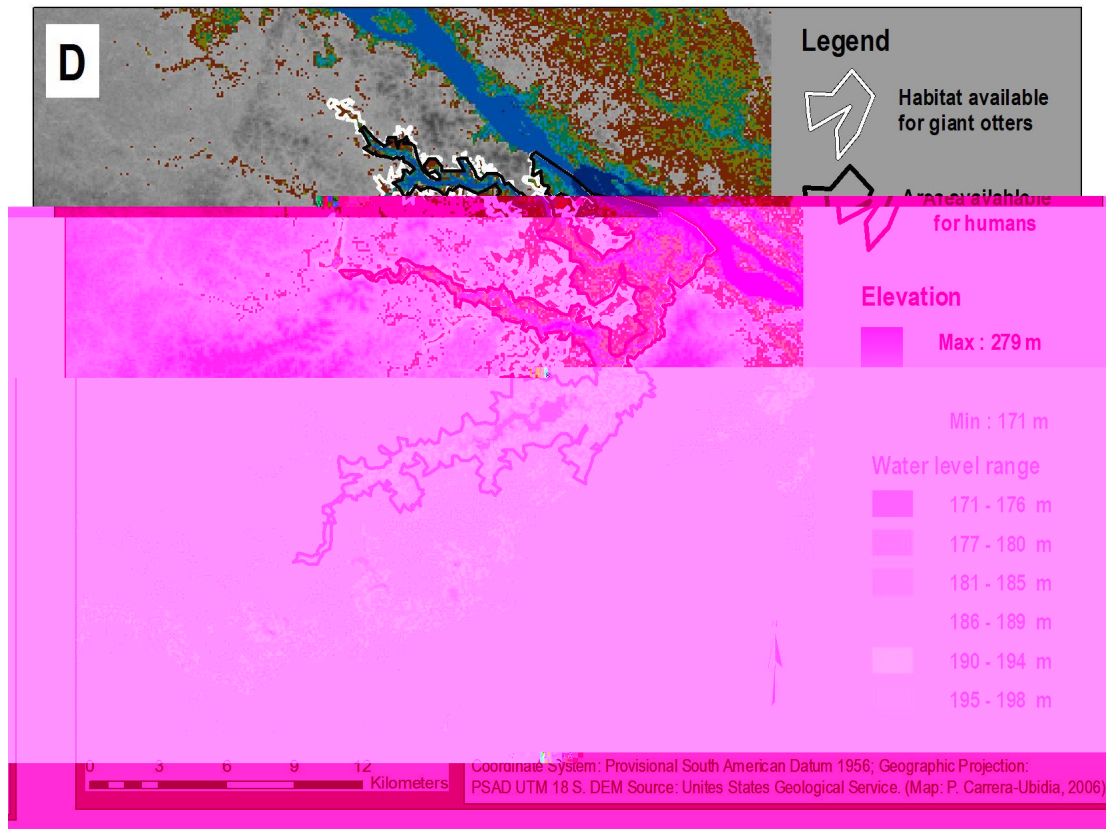 D
Legend
Habitat available
for giant otters
Area available
for humans
Elevation
Max : 279 m
Min : 171 m
Water level range
171 - 176 m
177 - 180 m
181 - 185 m
186 - 189 m
190 - 194 m
195 - 198 m
0 3 6 9 12
Kilometers
Coordinate System: Provisional South American Datum 1956; Geographic Projection:
PSAD UTM 18 S. DEM Source: Unites States Geological Service. (Map: P. Carrera-Ubidia, 2006)